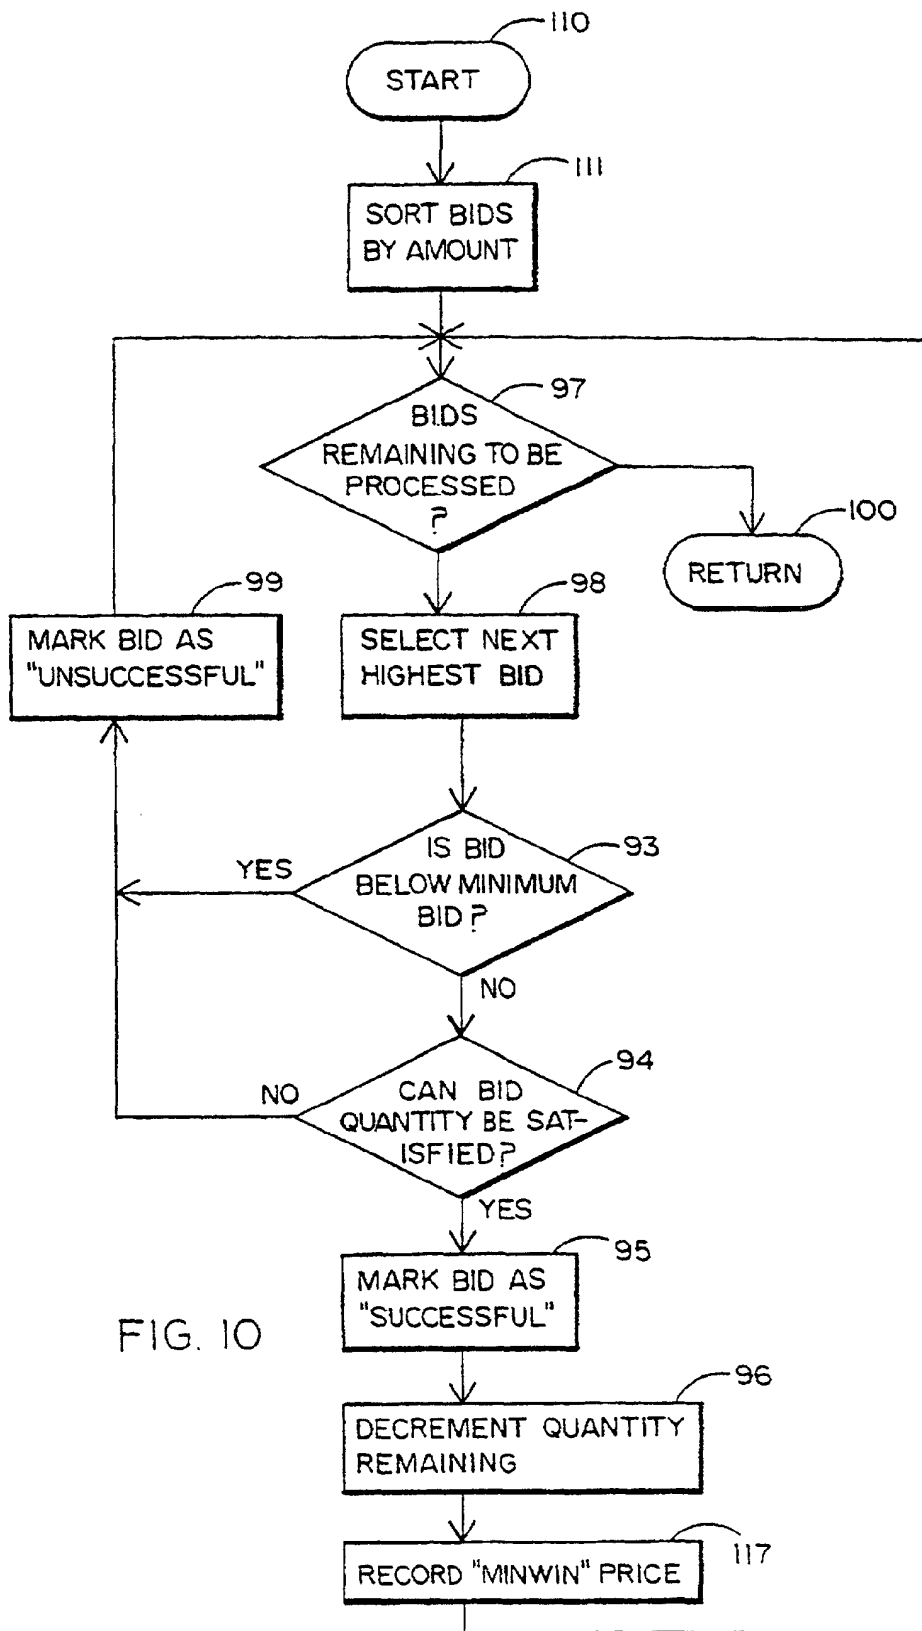 110
START
111
SORT BIDS
BY AMOUNT
97
BIDS
REMAINING TO BE
PROCESSED
?
100
RETURN
99
MARK BID AS
"UNSUCCESSFUL"
98
SELECT NEXT
HIGHEST BID
93
IS BID
BELOW MINIMUM
BID?
YES
NO
94
CAN BID
QUANTITY BE SAT-
ISFIED?
NO
YES
95
MARK BID AS
"SUCCESSFUL"
FIG. 10
96
DECREMENT QUANTITY
REMAINING
117
RECORD "MINWIN" PRICE